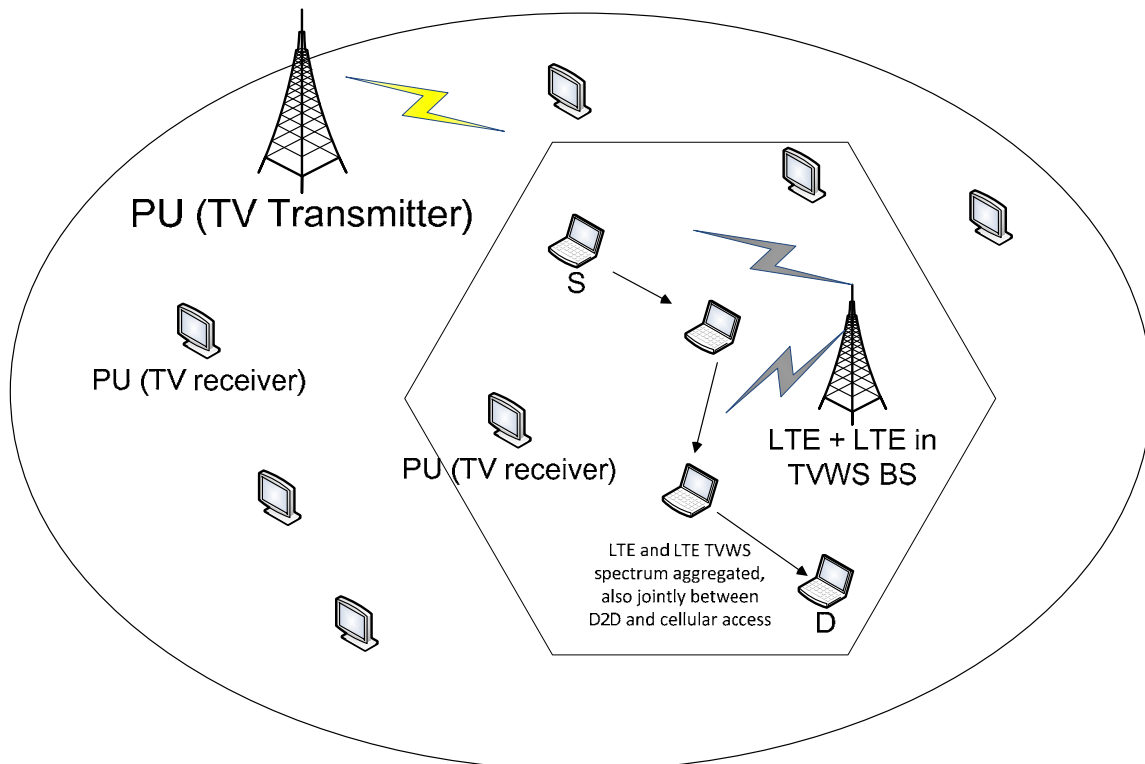 PU (TV Transmitter)
S
PU (TV receiver)
PU (TV receiver)
LTE + LTE in
TVWS BS
LTE and LTE TVWS
spectrum aggregated,
also jointly between
D2D and cellular access
D